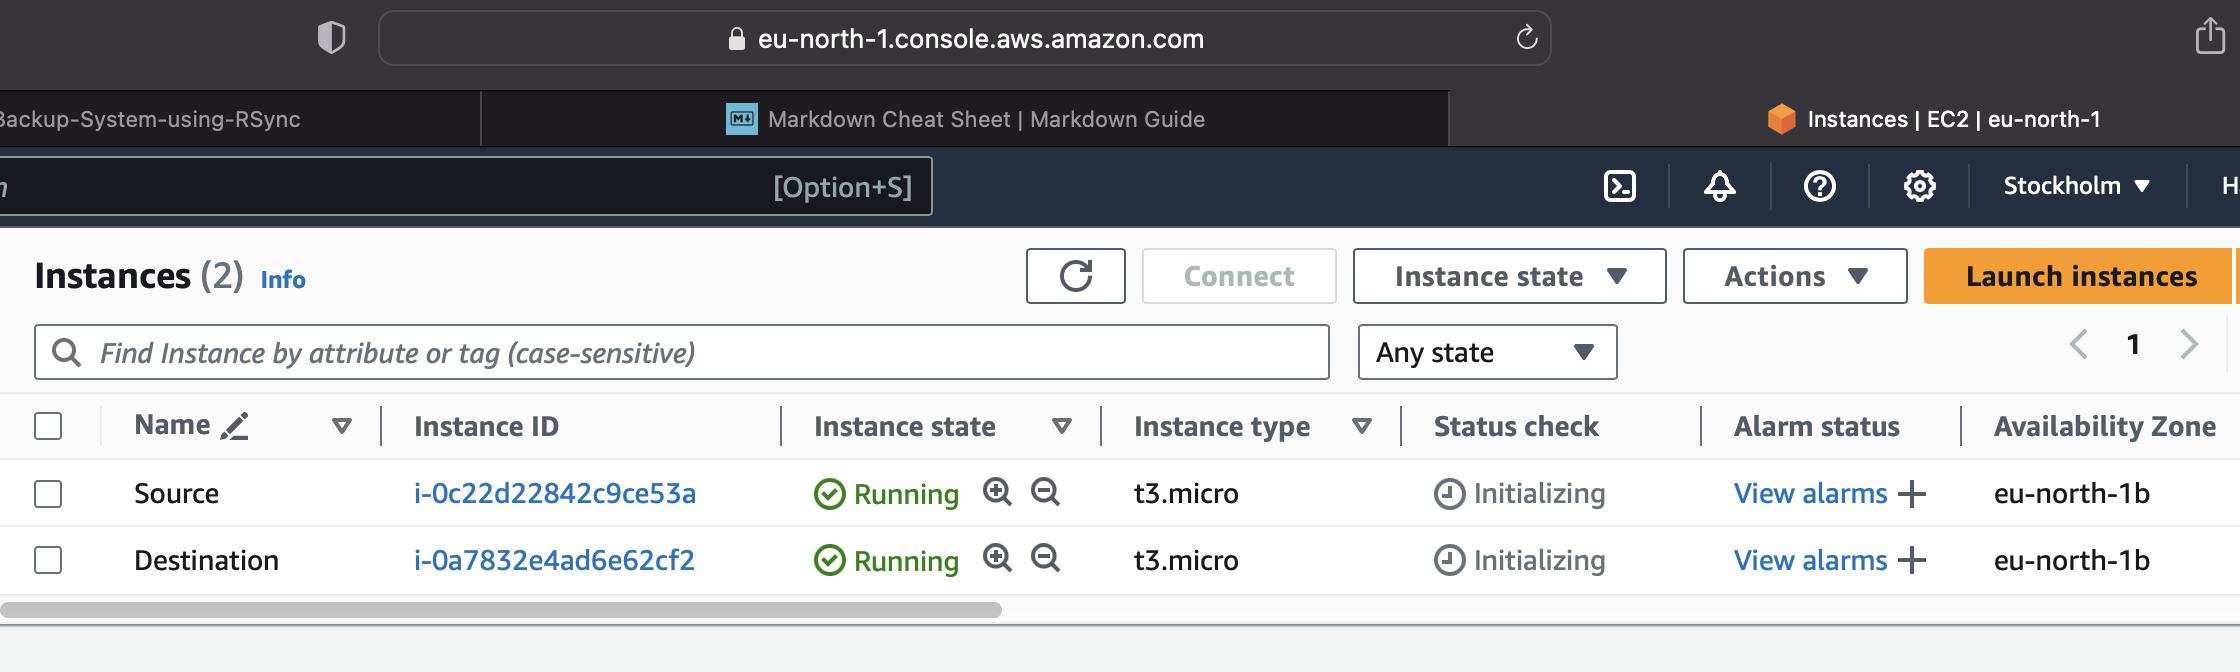 eu-north-1.console.aws.amazon.com
Backup-System-using-RSync
M Markdown Cheat Sheet | Markdown Guide
Instances | EC2 | eu-north-1
[Option+S]
Stockholm
Instances (2) Info
Connect
Instance state
Actions
Launch instances
Find Instance by attribute or tag (case-sensitive)
Any state
1
Name Instance ID Instance state Instance type Status check Alarm status Availability Zone
Source i-0c22d22842c9ce53a Running t3.micro Initializing View alarms + eu-north-1b
Destination i-0a7832e4ad6e62cf2 Running t3.micro Initializing View alarms + eu-north-1b